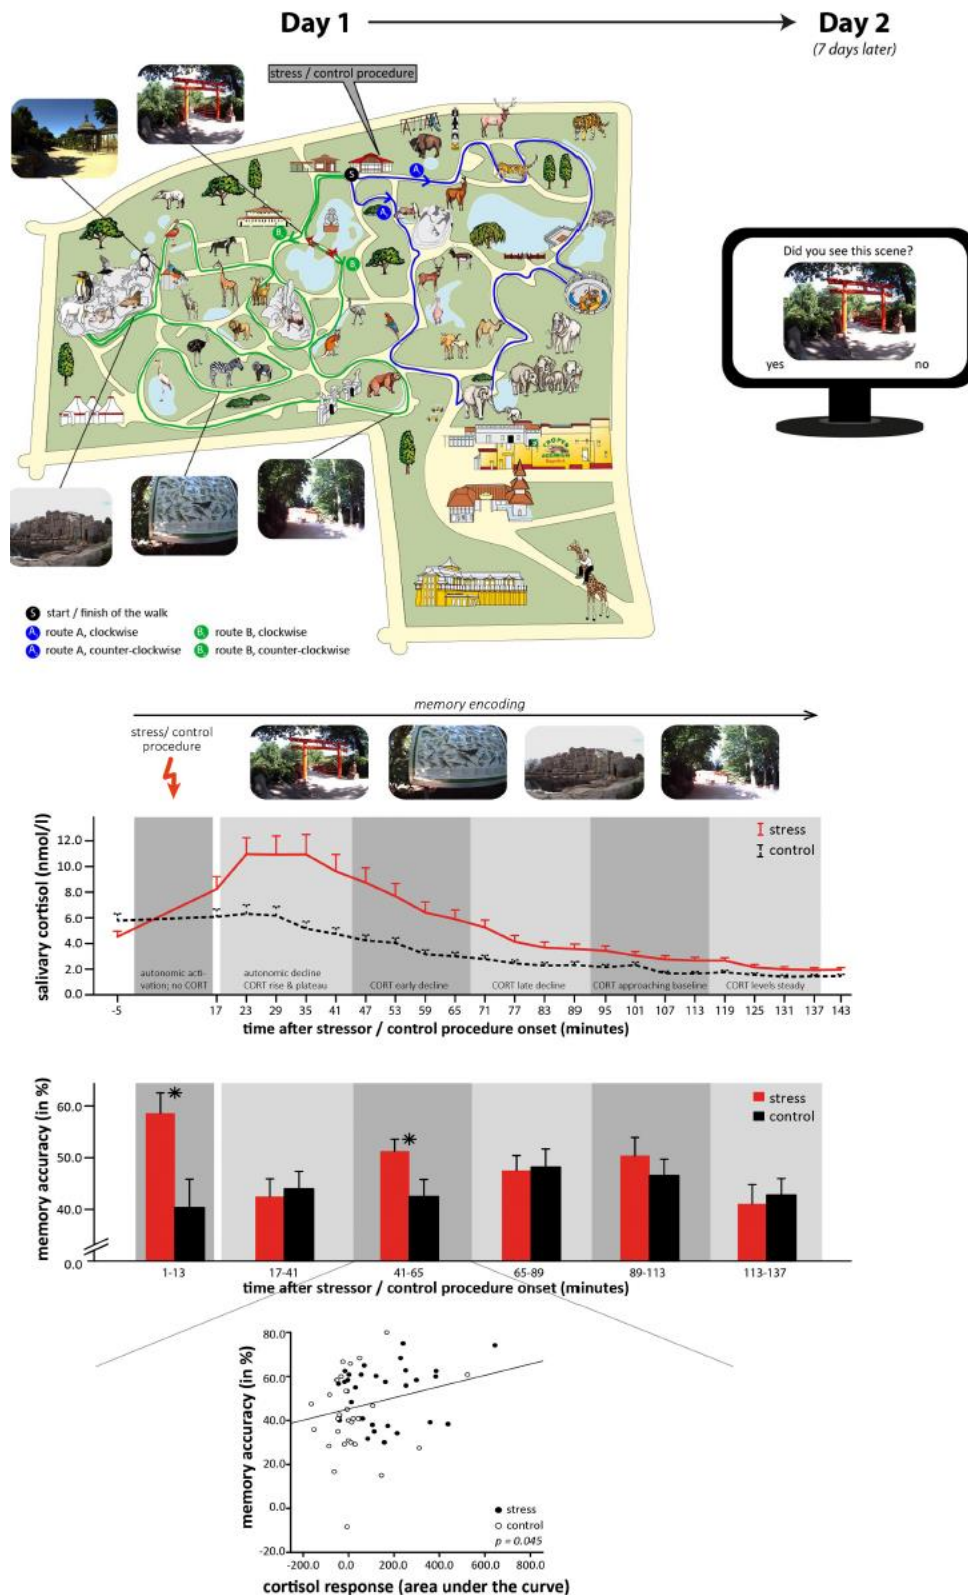 Day 1
Day 2
(7 days later)
stress / control procedure
S
A
A
B
B
Did you see this scene?
yes
no
S start / finish of the walk
A route A, clockwise
B route B, clockwise
A route A, counter-clockwise
B route B, counter-clockwise
memory encoding
stress/ control
procedure
salivary cortisol (nmol/l)
12.0
10.0
8.0
6.0
4.0
2.0
0.0
stress
control
autonomic acti-
vation; no CORT
autonomic decline
CORT rise & plateau
CORT early decline
CORT late decline
CORT approaching baseline
CORT levels steady
-5 17 23 29 35 41 47 53 59 65 71 77 83 89 95 101 107 113 119 125 131 137 143
time after stressor / control procedure onset (minutes)
memory accuracy (in %)
60.0
50.0
40.0
0.0
*
*
stress
control
1-13 17-41 41-65 65-89 89-113 113-137
time after stressor / control procedure onset (minutes)
memory accuracy (in %)
80.0
60.0
40.0
20.0
0.0
-20.0
stress
control
p = 0.045
-200.0 0.0 200.0 400.0 600.0 800.0
cortisol response (area under the curve)